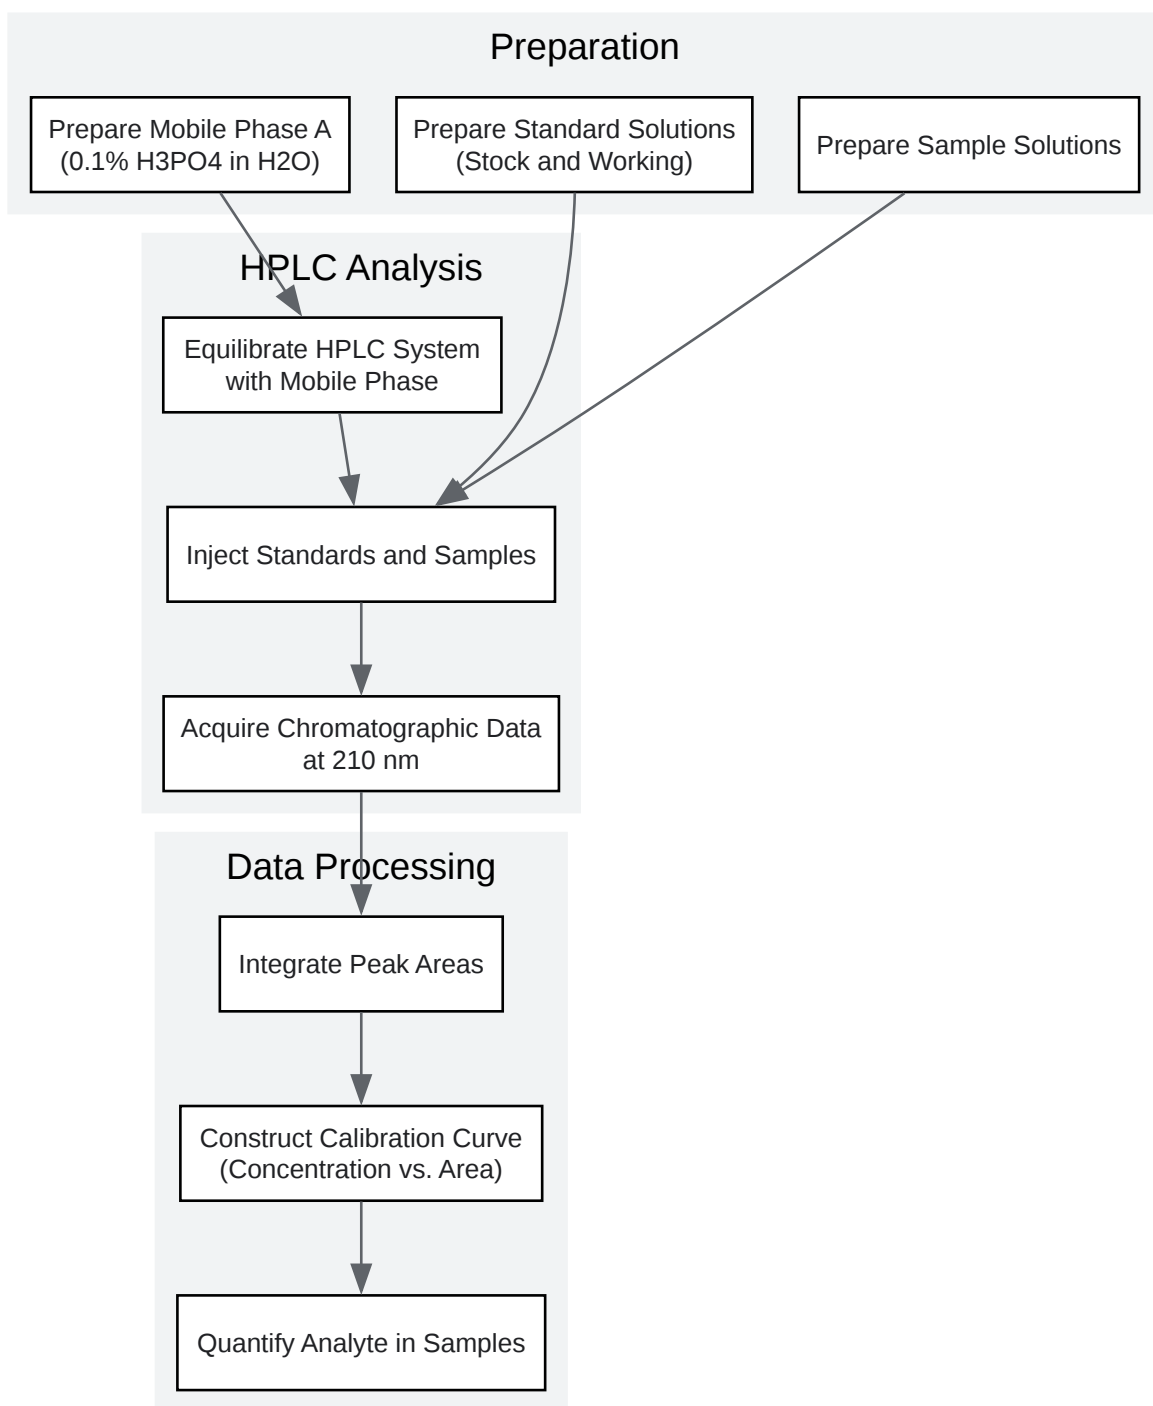 Preparation
Prepare Mobile Phase A
(0.1% H3PO4 in H2O)
Prepare Standard Solutions
(Stock and Working)
Prepare Sample Solutions
HPLC Analysis
Equilibrate HPLC System
with Mobile Phase
Inject Standards and Samples
Acquire Chromatographic Data
at 210 nm
Data Processing
Integrate Peak Areas
Construct Calibration Curve
(Concentration vs. Area)
Quantify Analyte in Samples